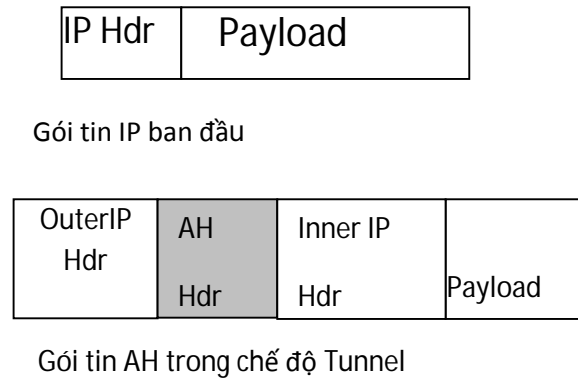 IP Hdr Payload
Gói tin IP ban đầu
OuterIP Hdr
AH Hdr
Inner IP Hdr
Payload
Gói tin AH trong chế độ Tunnel